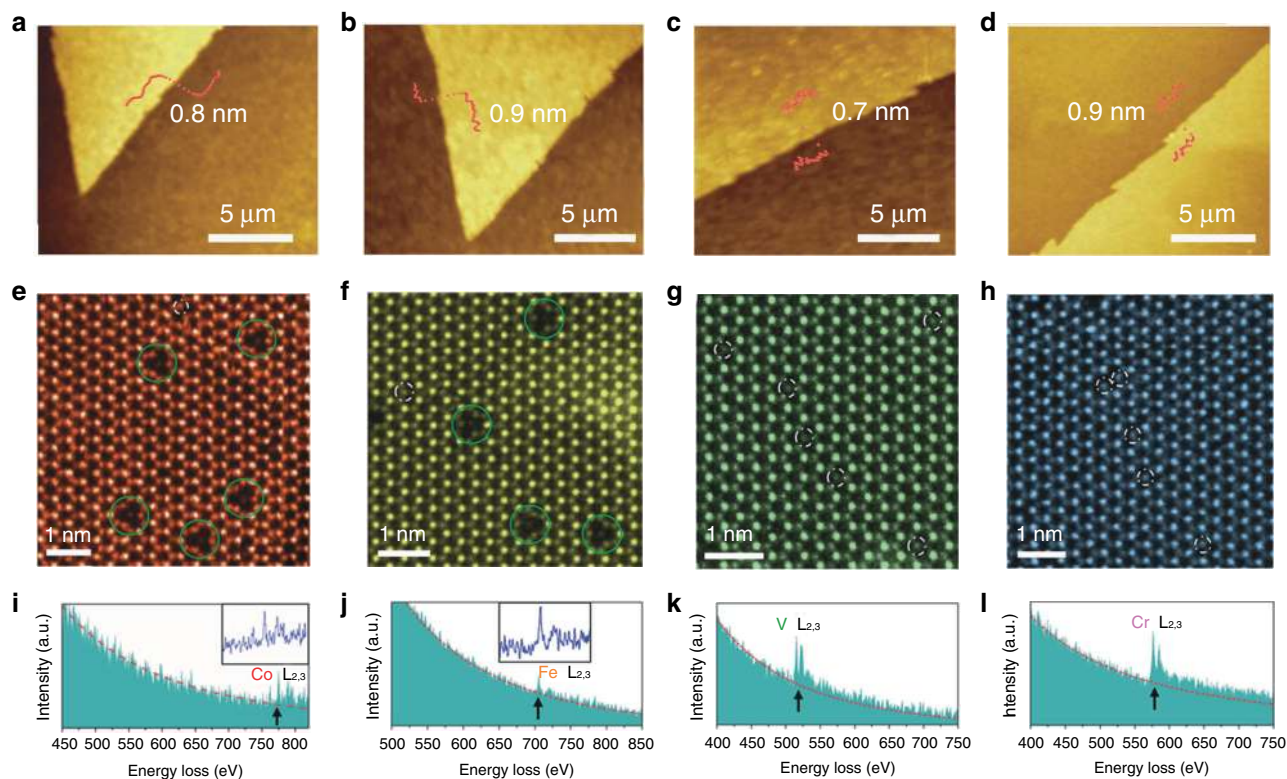 a b c d
0.8 nm 0.9 nm 0.7 nm 0.9 nm
5 μm 5 μm 5 μm 5 μm
e f g h
1 nm 1 nm 1 nm 1 nm
i j k l
Intensity (a.u.) Intensity (a.u.) Intensity (a.u.) Intensity (a.u.)
Co L2,3 Fe L2,3 V L2,3 Cr L2,3
450 500 550 600 650 700 750 800 500 550 600 650 700 750 800 850 400 450 500 550 600 650 700 750 400 450 500 550 600 650 700 750
Energy loss (eV) Energy loss (eV) Energy loss (eV) Energy loss (eV)